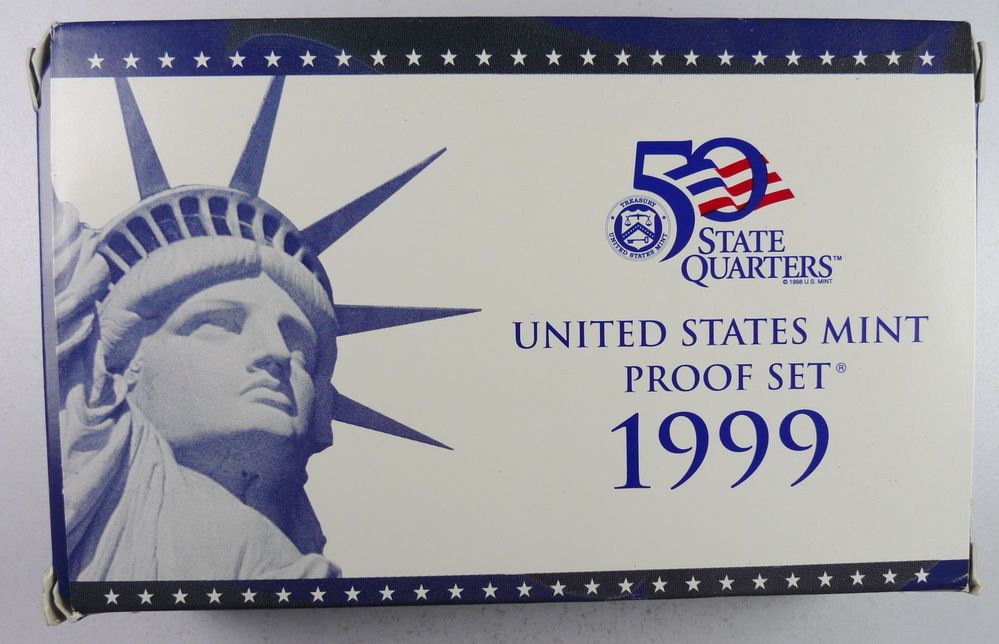 50
TREASURY
UNITED STATES MINT
STATE
QUARTERS™
© 1998 U.S. MINT
UNITED STATES MINT
PROOF SET®
1999